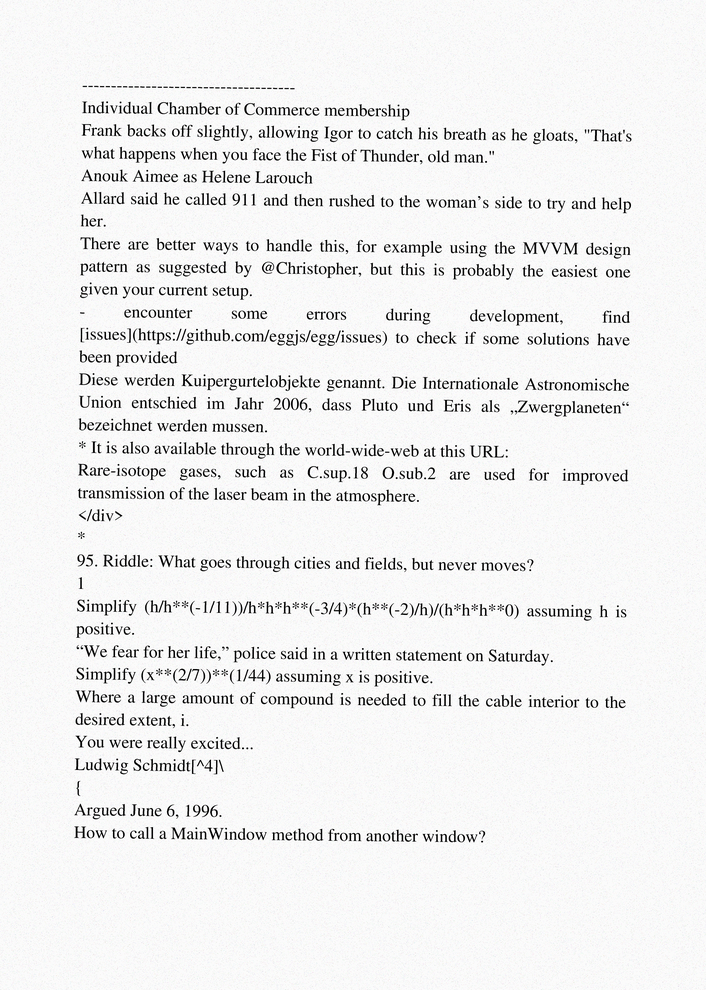 -------------------------------------
Individual Chamber of Commerce membership
Frank backs off slightly, allowing Igor to catch his breath as he gloats, "That's
what happens when you face the Fist of Thunder, old man."
Anouk Aimee as Helene Larouch
Allard said he called 911 and then rushed to the woman’s side to try and help
her.
There are better ways to handle this, for example using the MVVM design
pattern as suggested by @Christopher, but this is probably the easiest one
given your current setup.
- encounter some errors during development, find
[issues](https://github.com/eggjs/egg/issues) to check if some solutions have
been provided
Diese werden Kuipergurtelobjekte genannt. Die Internationale Astronomische
Union entschied im Jahr 2006, dass Pluto und Eris als „Zwergplaneten“
bezeichnet werden mussen.
* It is also available through the world-wide-web at this URL:
Rare-isotope gases, such as C.sup.18 O.sub.2 are used for improved
transmission of the laser beam in the atmosphere.
</div>
*
95. Riddle: What goes through cities and fields, but never moves?
1
Simplify (h/h**(-1/11))/h*h*h**(-3/4)*(h**(-2)/h)/(h*h*h**0) assuming h is
positive.
“We fear for her life,” police said in a written statement on Saturday.
Simplify (x**(2/7))**(1/44) assuming x is positive.
Where a large amount of compound is needed to fill the cable interior to the
desired extent, i.
You were really excited...
Ludwig Schmidt[^4]\
{
Argued June 6, 1996.
How to call a MainWindow method from another window?